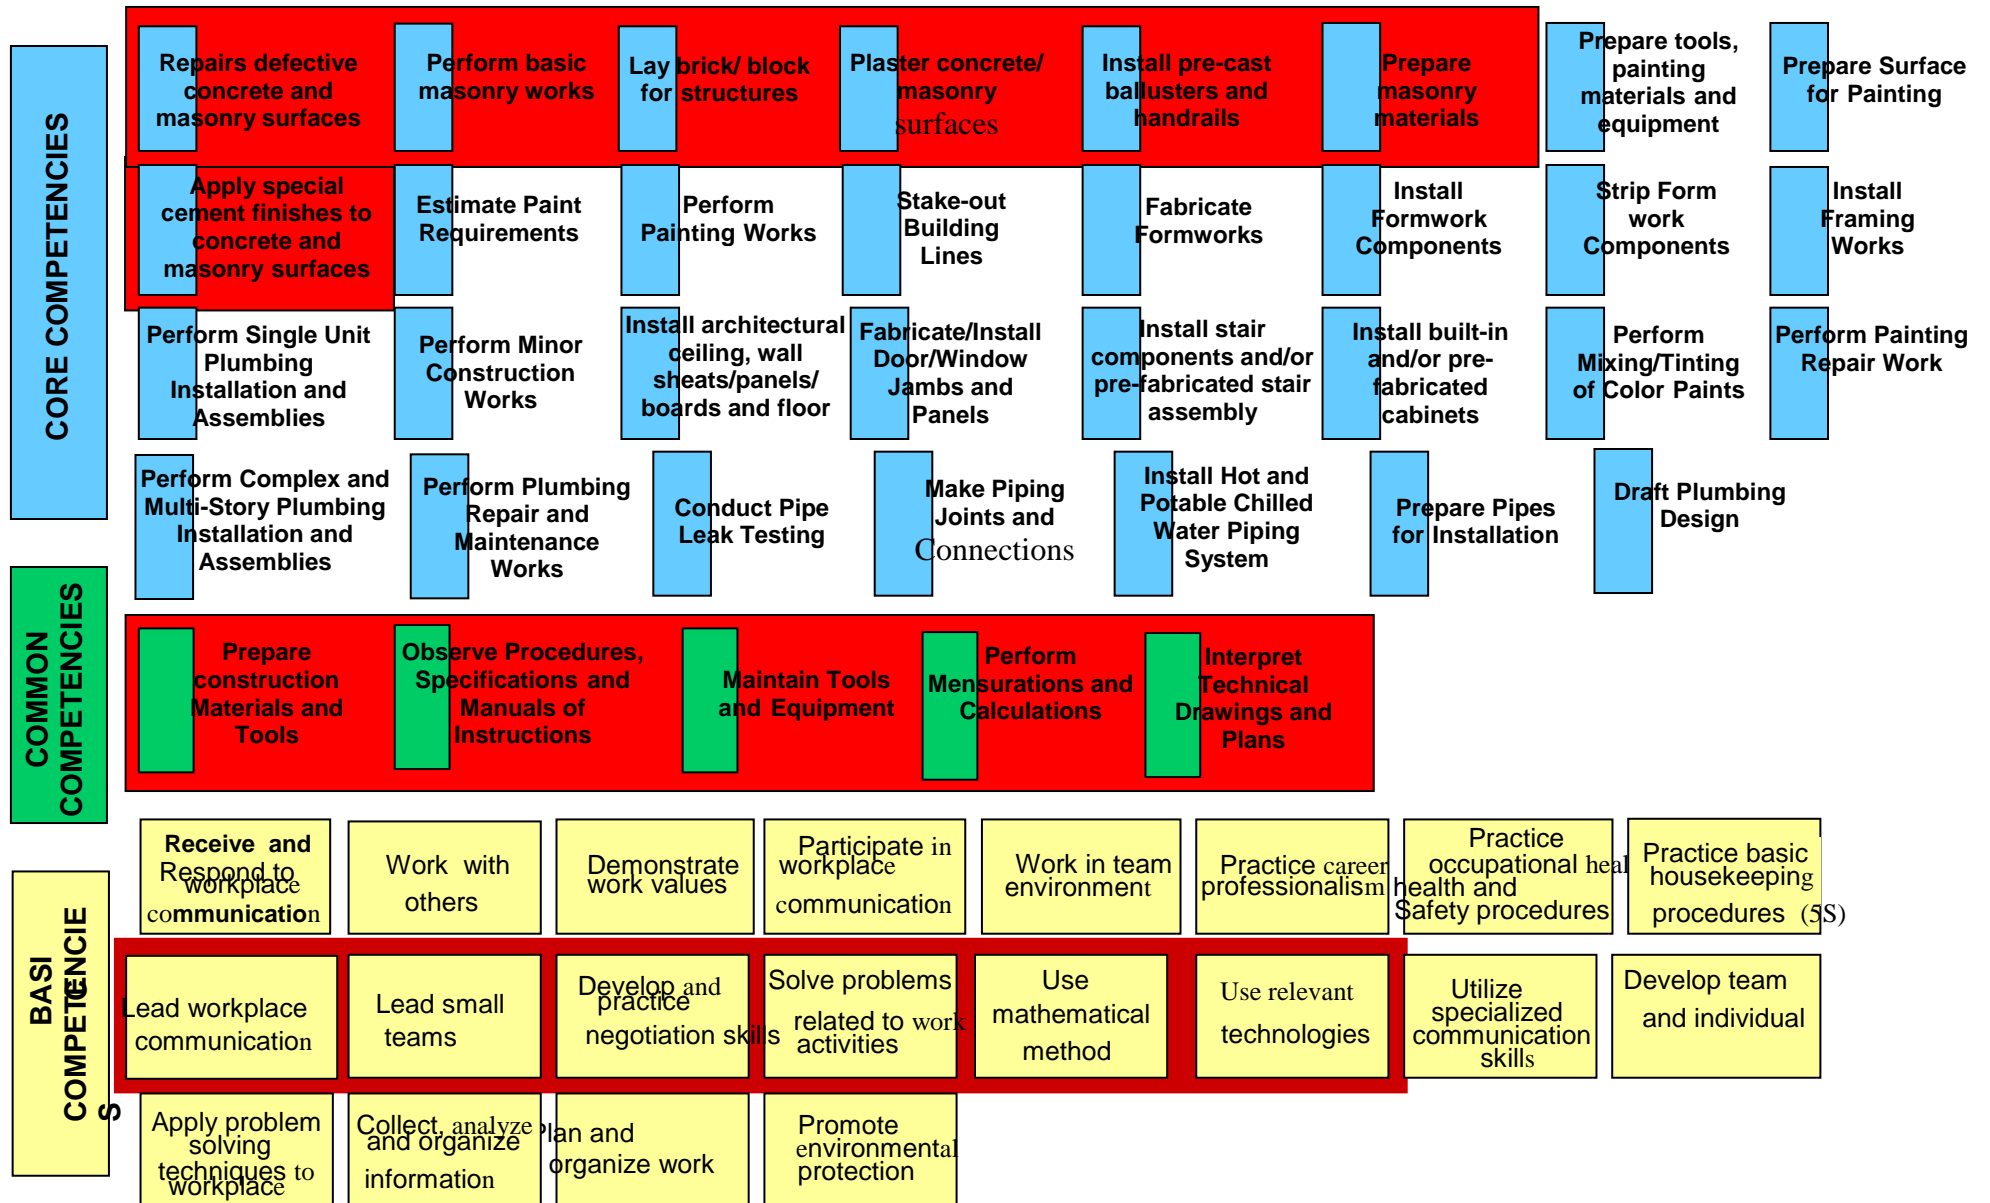 CORE COMPETENCIES
Repairs defective
concrete and
masonry surfaces
Perform basic
masonry works
Lay brick/ block
for structures
Plaster concrete/
masonry
surfaces
Install pre-cast
ballusters and
handrails
Prepare
masonry
materials
Prepare tools,
painting
materials and
equipment
Prepare Surface
for Painting
Apply special
cement finishes to
concrete and
masonry surfaces
Estimate Paint
Requirements
Perform
Painting Works
Stake-out
Building
Lines
Fabricate
Formworks
Install
Formwork
Components
Strip Form
work
Components
Install
Framing
Works
Perform Single Unit
Plumbing
Installation and
Assemblies
Perform Minor
Construction
Works
Install architectural
ceiling, wall
sheats/panels/
boards and floor
Fabricate/Install
Door/Window
Jambs and
Panels
Install stair
components and/or
pre-fabricated stair
assembly
Install built-in
and/or pre-
fabricated
cabinets
Perform
Mixing/Tinting
of Color Paints
Perform Painting
Repair Work
Perform Complex and
Multi-Story Plumbing
Installation and
Assemblies
Perform Plumbing
Repair and
Maintenance
Works
Conduct Pipe
Leak Testing
Make Piping
Joints and
Connections
Install Hot and
Potable Chilled
Water Piping
System
Prepare Pipes
for Installation
Draft Plumbing
Design
COMMON
COMPETENCIES
Prepare
construction
Materials and
Tools
Observe Procedures,
Specifications and
Manuals of
Instructions
Maintain Tools
and Equipment
Perform
Mensurations and
Calculations
Interpret
Technical
Drawings and
Plans
BASI
C
COMPETENCIE
S
Receive and
Respond to
workplace
communication
Work with
others
Demonstrate
work values
Participate in
workplace
communication
Work in team
environment
Practice career
professionalism
Practice
occupational heal
health and
Safety procedures
Practice basic
housekeeping
procedures (5S)
Lead workplace
communication
Lead small
teams
Develop and
practice
negotiation skills
Solve problems
related to work
activities
Use
mathematical
method
Use relevant
technologies
Utilize
specialized
communication
skills
Develop team
and individual
Apply problem
solving
techniques to
workplace
Collect, analyze
and organize
information
Plan and
organize work
Promote
environmental
protection